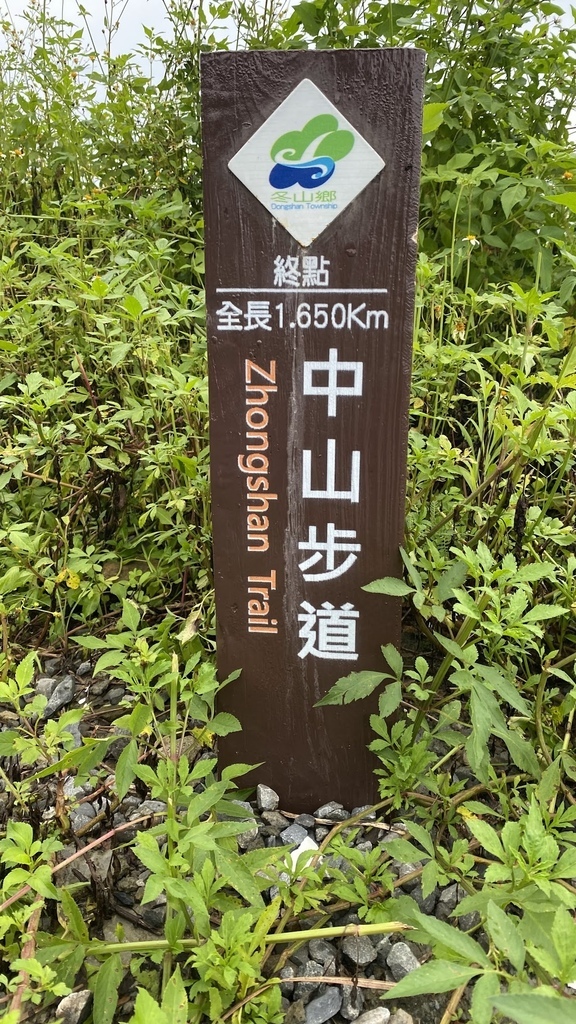 冬山鄉
Dongshan Township
終點
全長1.650Km
中山步道
Zhongshan Trail